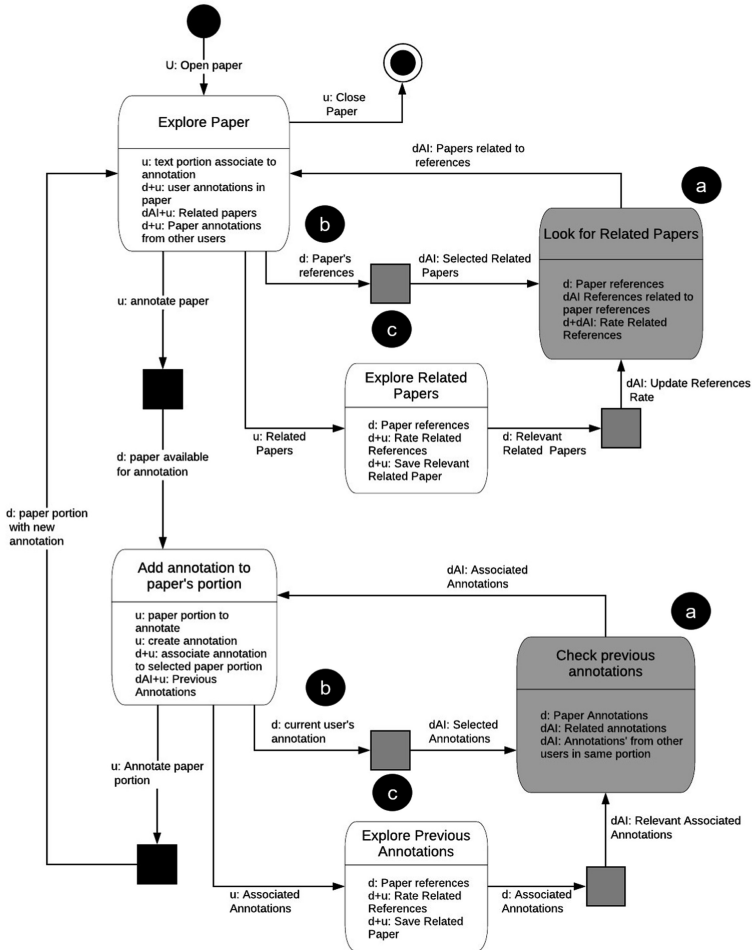 U: Open paper
Explore Paper
u: text portion associate to
annotation
d+u: user annotations in
paper
dAI+u: Related papers
d+u: Paper annotations
from other users
u: Close
Paper
dAI: Papers related to
references
a
b
d: Paper's
references
dAI: Selected Related
Papers
Look for Related Papers
d: Paper references
dAI References related to
paper references
d+dAI: Rate Related
References
u: annotate paper
c
Explore Related
Papers
d: Paper references
d+u: Rate Related
References
d+u: Save Relevant
Related Paper
dAI: Update References
Rate
u: Related
Papers
d: Relevant
Related Papers
d: paper available
for annotation
d: paper portion
with new
annotation
Add annotation to
paper's portion
u: paper portion to
annotate
u: create annotation
d+u: associate annotation
to selected paper portion
dAI+u: Previous
Annotations
dAI: Associated
Annotations
a
b
d: current user's
annotation
dAI: Selected
Annotations
Check previous
annotations
d: Paper Annotations
dAI: Related annotations
dAI: Annotations' from other
users in same portion
u: Annotate paper
portion
c
Explore Previous
Annotations
d: Paper references
d+u: Rate Related
References
d+u: Save Related
Paper
dAI: Relevant Associated
Annotations
u: Associated
Annotations
d: Associated
Annotations